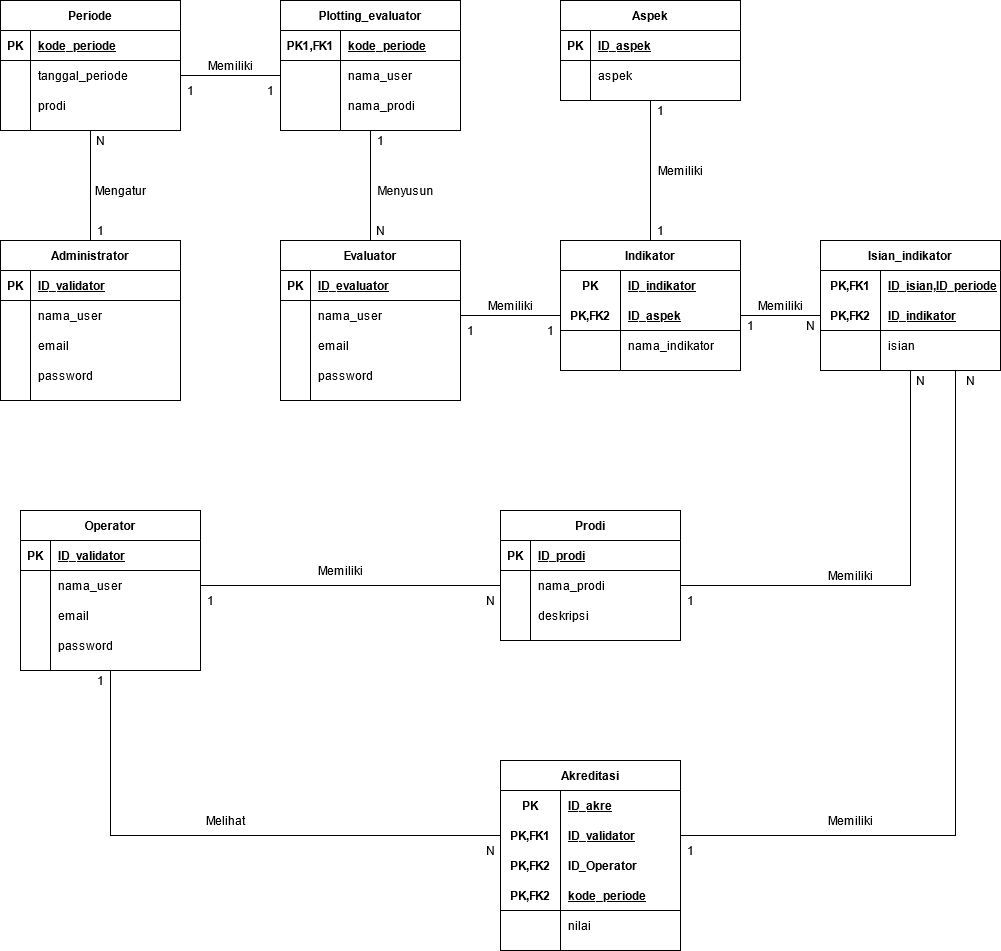 Periode
PK kode_periode
tanggal_periode
prodi
Memiliki
1
1
Plotting_evaluator
PK1,FK1 kode_periode
nama_user
nama_prodi
Aspek
PK ID_aspek
aspek
N
Mengatur
1
1
Menyusun
N
1
Memiliki
1
Administrator
PK ID_validator
nama_user
email
password
Evaluator
PK ID_evaluator
nama_user
email
password
Memiliki
1
1
Indikator
PK ID_indikator
PK,FK2 ID_aspek
nama_indikator
Memiliki
1
N
Isian_indikator
PK,FK1 ID_isian,ID_periode
PK,FK2 ID_indikator
isian
N
N
Operator
PK ID_validator
nama_user
email
password
Memiliki
1
N
Prodi
PK ID_prodi
nama_prodi
deskripsi
Memiliki
1
1
Melihat
N
Akreditasi
PK ID_akre
PK,FK1 ID_validator
PK,FK2 ID_Operator
PK,FK2 kode_periode
nilai
Memiliki
1